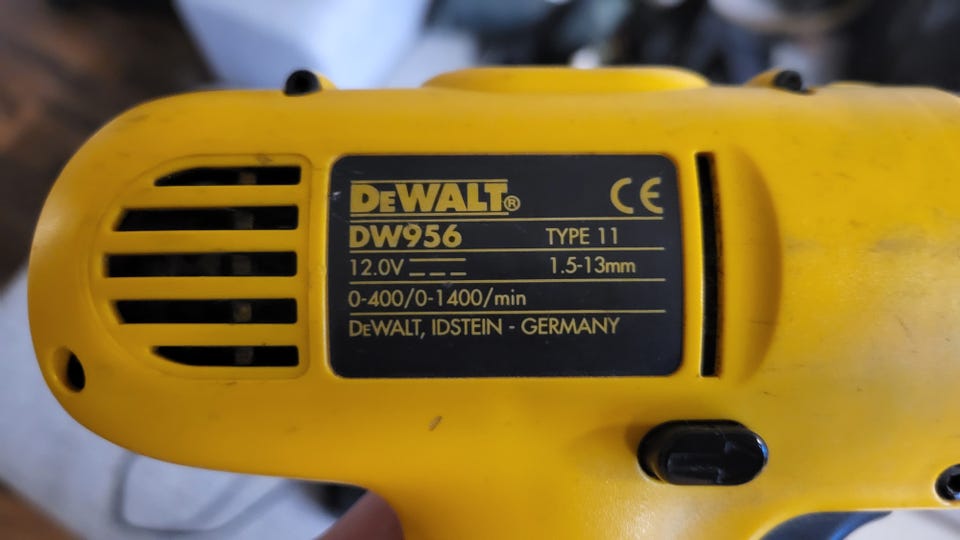 DEWALT® CE
DW956 TYPE 11
12.0V 1.5-13mm
0-400/0-1400/min
DEWALT, IDSTEIN - GERMANY